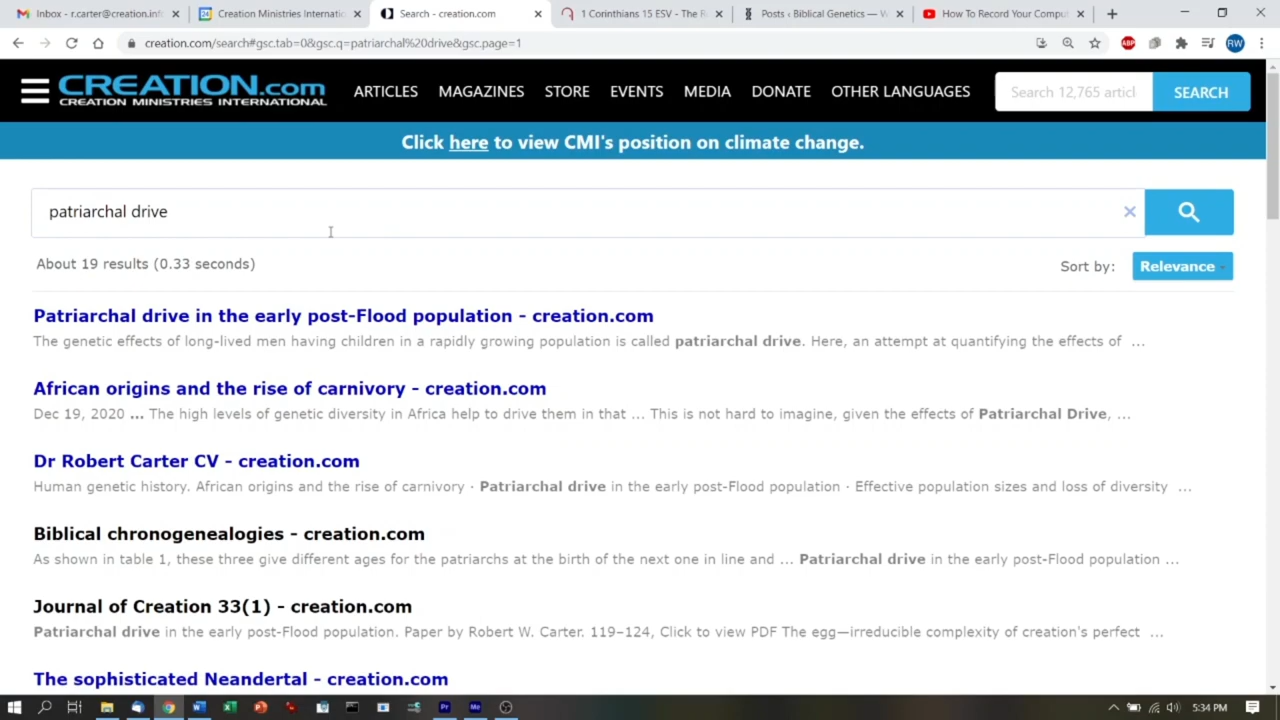 Inbox - r.carter@creation.inf
Creation Ministries Internatio
Search - creation.com
1 Corinthians 15 ESV - The R
Posts ‹ Biblical Genetics — W
How To Record Your Comput
creation.com/search#gsc.tab=0&gsc.q=patriarchal%20drive&gsc.page=1
ABP
RW
CREATION.com
CREATION MINISTRIES INTERNATIONAL
ARTICLES MAGAZINES STORE EVENTS MEDIA DONATE OTHER LANGUAGES
Search 12,765 articl
SEARCH
Click here to view CMI's position on climate change.
patriarchal drive
About 19 results (0.33 seconds)
Sort by: Relevance
Patriarchal drive in the early post-Flood population - creation.com
The genetic effects of long-lived men having children in a rapidly growing population is called patriarchal drive. Here, an attempt at quantifying the effects of ...
African origins and the rise of carnivory - creation.com
Dec 19, 2020 ... The high levels of genetic diversity in Africa help to drive them in that ... This is not hard to imagine, given the effects of Patriarchal Drive, ...
Dr Robert Carter CV - creation.com
Human genetic history. African origins and the rise of carnivory · Patriarchal drive in the early post-Flood population · Effective population sizes and loss of diversity ...
Biblical chronogenealogies - creation.com
As shown in table 1, these three give different ages for the patriarchs at the birth of the next one in line and ... Patriarchal drive in the early post-Flood population ...
Journal of Creation 33(1) - creation.com
Patriarchal drive in the early post-Flood population. Paper by Robert W. Carter. 119–124, Click to view PDF The egg—irreducible complexity of creation's perfect ...
The sophisticated Neandertal - creation.com
5:34 PM